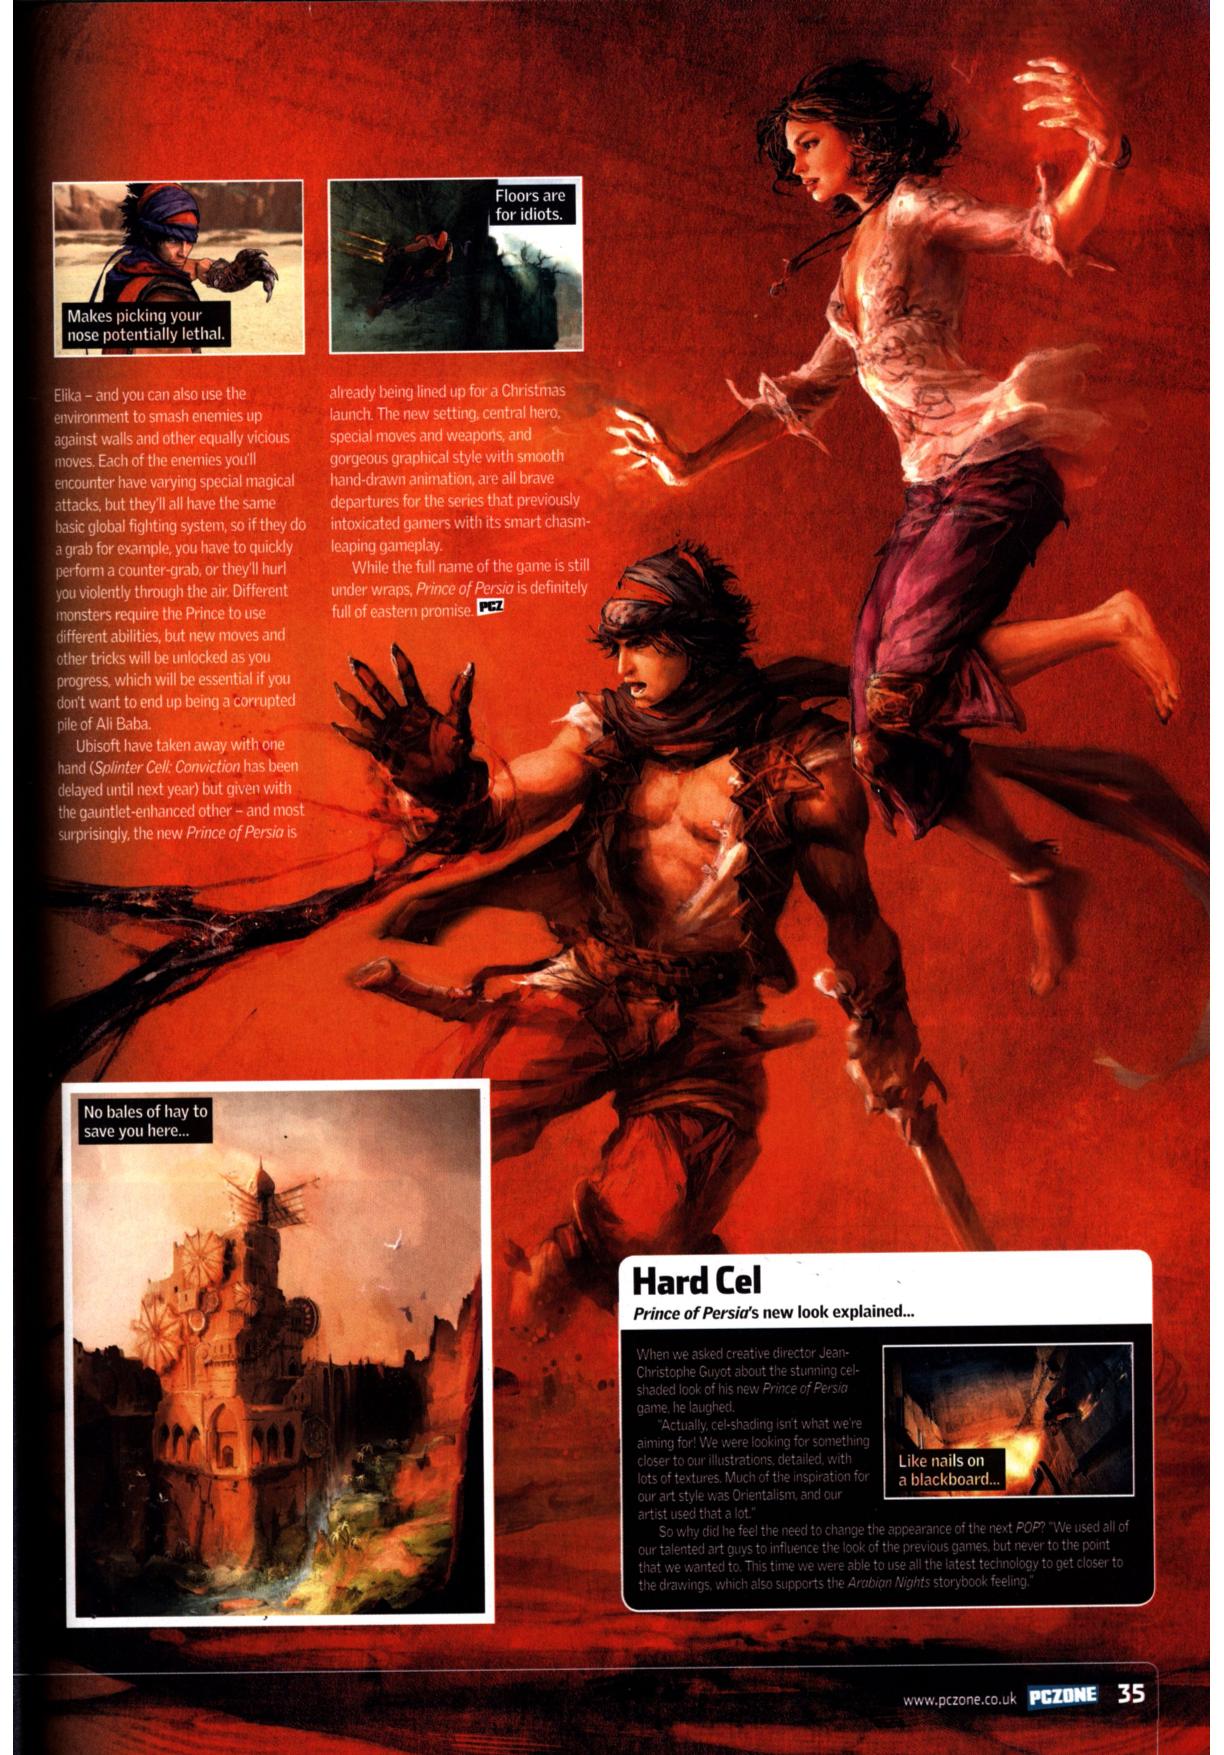 Makes picking your
nose potentially lethal.
Floors are
for idiots.
Elika – and you can also use the
environment to smash enemies up
against walls and other equally vicious
moves. Each of the enemies you'll
encounter have varying special magical
attacks, but they'll all have the same
basic global fighting system, so if they do
a grab for example, you have to quickly
perform a counter-grab, or they'll hurl
you violently through the air. Different
monsters require the Prince to use
different abilities, but new moves and
other tricks will be unlocked as you
progress, which will be essential if you
don't want to end up being a corrupted
pile of Ali Baba.
Ubisoft have taken away with one
hand (Splinter Cell: Conviction has been
delayed until next year) but given with
the gauntlet-enhanced other – and most
surprisingly, the new Prince of Persia is
already being lined up for a Christmas
launch. The new setting, central hero,
special moves and weapons, and
gorgeous graphical style with smooth
hand-drawn animation, are all brave
departures for the series that previously
intoxicated gamers with its smart chasm-
leaping gameplay.
While the full name of the game is still
under wraps, Prince of Persia is definitely
full of eastern promise. PCZ
No bales of hay to
save you here...
Hard Cel
Prince of Persia's new look explained...
When we asked creative director Jean-
Christophe Guyot about the stunning cel-
shaded look of his new Prince of Persia
game, he laughed.
"Actually, cel-shading isn't what we're
aiming for! We were looking for something
closer to our illustrations, detailed, with
lots of textures. Much of the inspiration for
our art style was Orientalism, and our
artist used that a lot."
Like nails on
a blackboard...
So why did he feel the need to change the appearance of the next POP? "We used all of
our talented art guys to influence the look of the previous games, but never to the point
that we wanted to. This time we were able to use all the latest technology to get closer to
the drawings, which also supports the Arabian Nights storybook feeling."
www.pczone.co.uk PCZONE 35